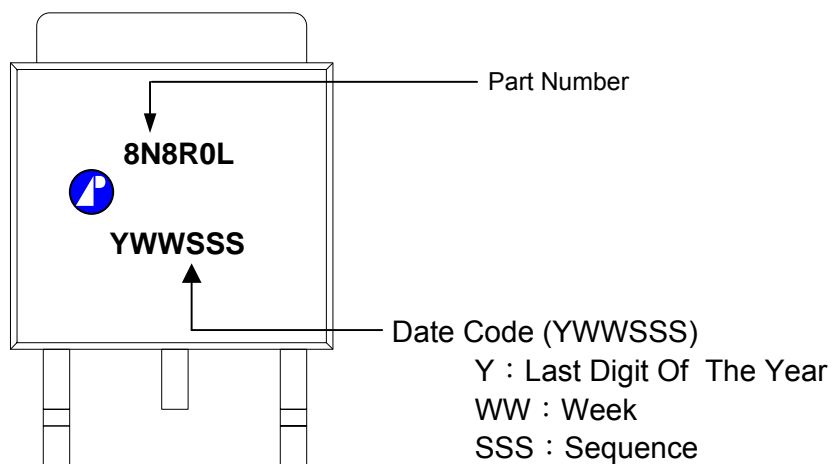 Part Number
8N8R0L
YWWSSS
Date Code (YWWSSS)
Y：Last Digit Of The Year
WW：Week
SSS：Sequence